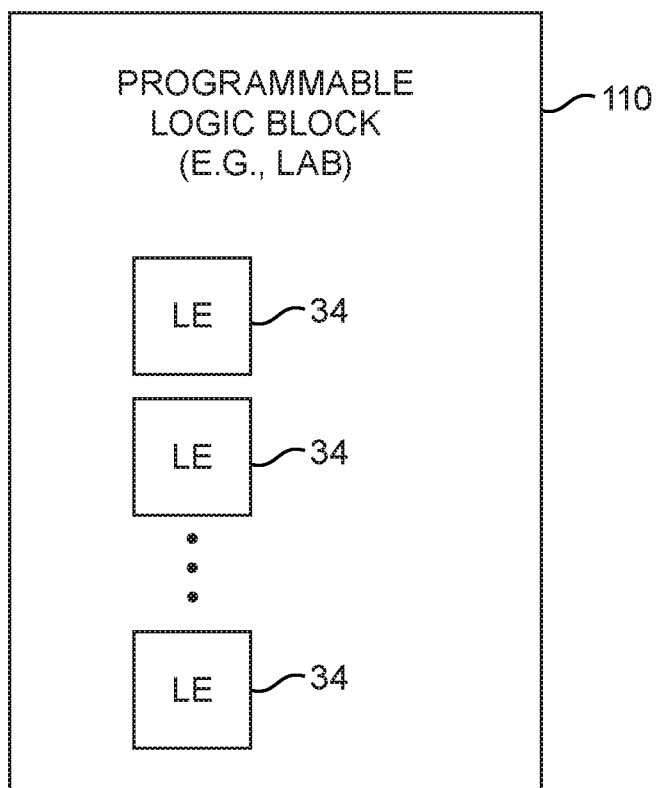 PROGRAMMABLE
LOGIC BLOCK
(E.G., LAB)
110
LE
34
LE
34
LE
34